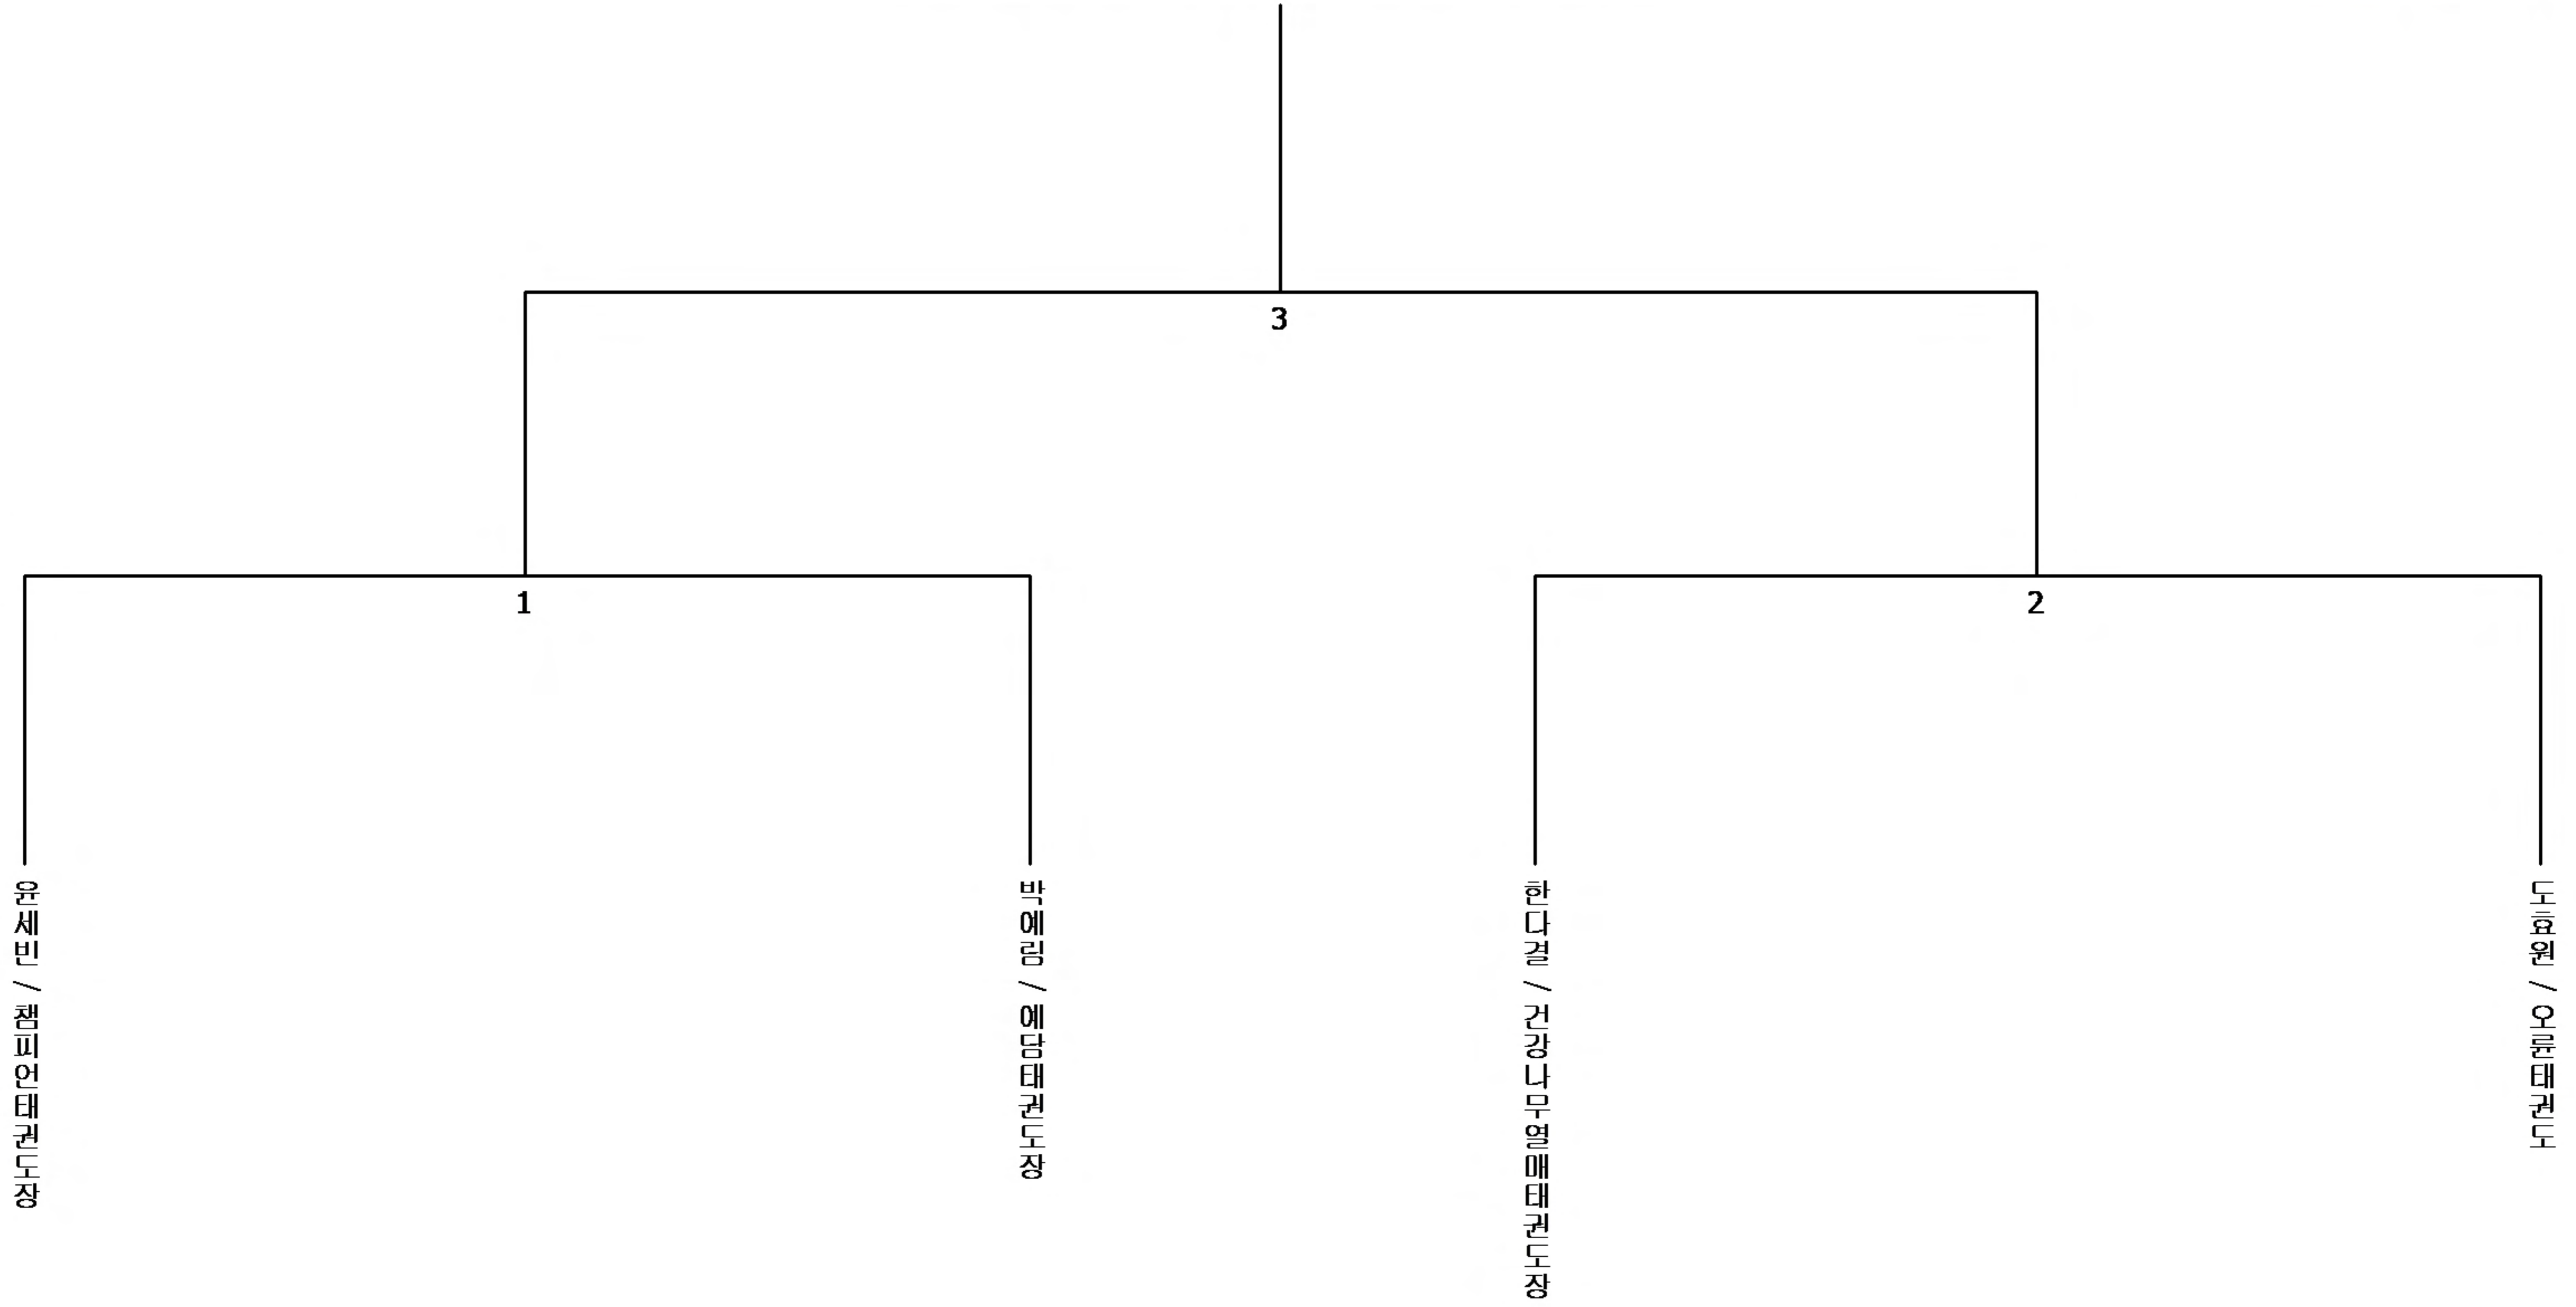 3
1
2
윤세빈 / 챔피언태권도장
박예림 / 예담태권도장
한다결 / 건강나무열매태권도장
도효원 / 오륜태권도